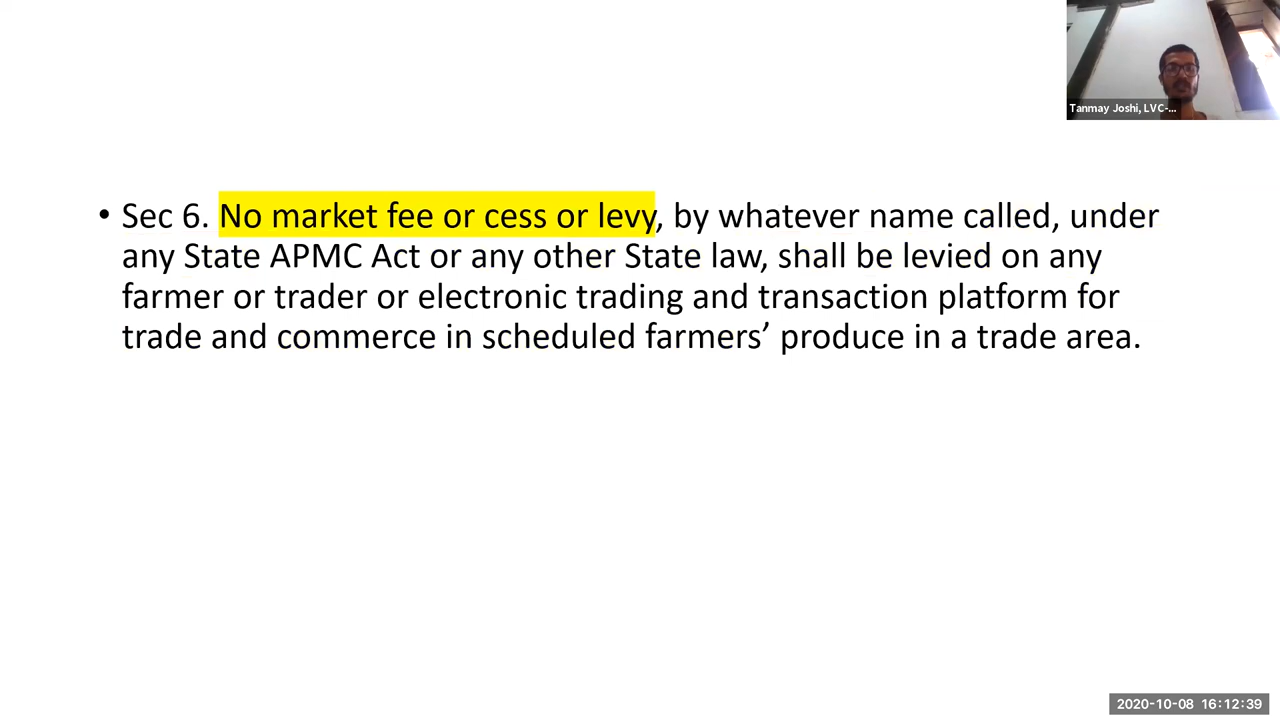 Tanmay Joshi, LVC-...
• Sec 6. No market fee or cess or levy, by whatever name called, under
any State APMC Act or any other State law, shall be levied on any
farmer or trader or electronic trading and transaction platform for
trade and commerce in scheduled farmers’ produce in a trade area.
2020-10-08 16:12:39